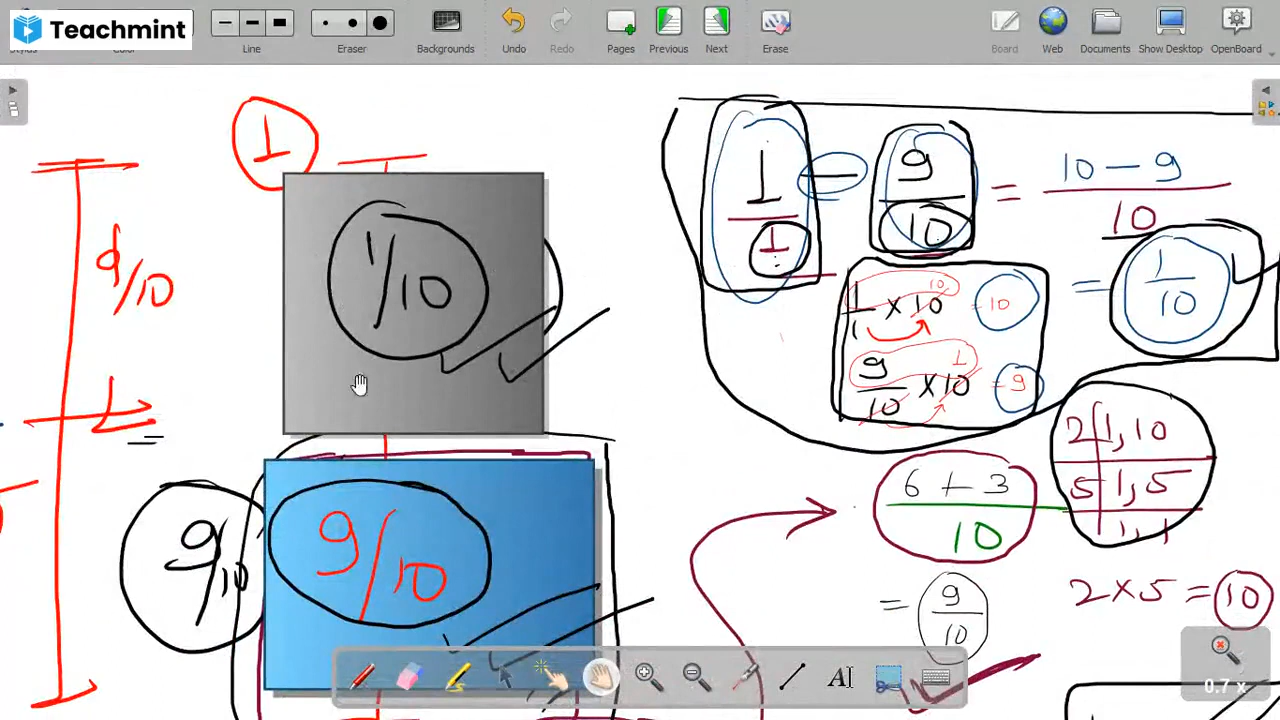 Teachmint
Line
Eraser
Backgrounds
Undo
Redo
Pages
Previous
Next
Erase
Board
Web
Documents
Show Desktop
OpenBoard
1
9/10
1/10
9/10
9/10
1/1 - 9/10 = 10 - 9/10
= 1/10
1/1 × 10 = 10
9/10 × 10 = 9
6 + 3/10
= 9/10
2 | 1, 10
5 | 1, 5
1, 1
2 × 5 = 10
0.7 x